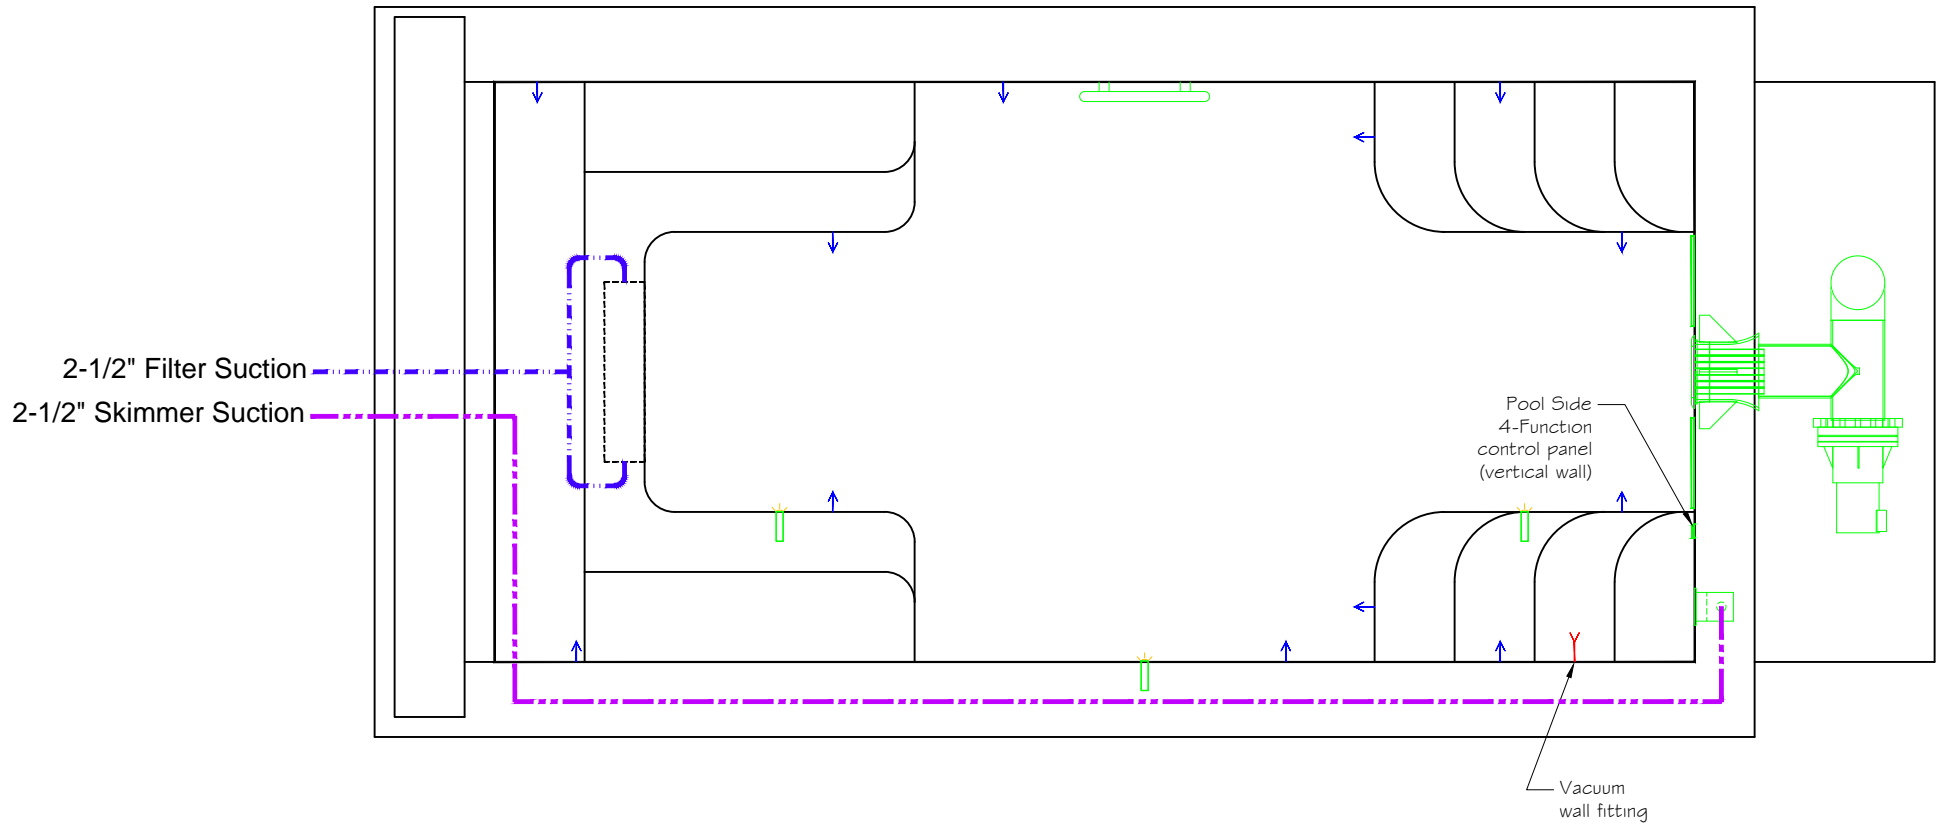 2-1/2" Filter Suction
2-1/2" Skimmer Suction
Pool Side
4-Function
control panel
(vertical wall)
Vacuum
wall fitting